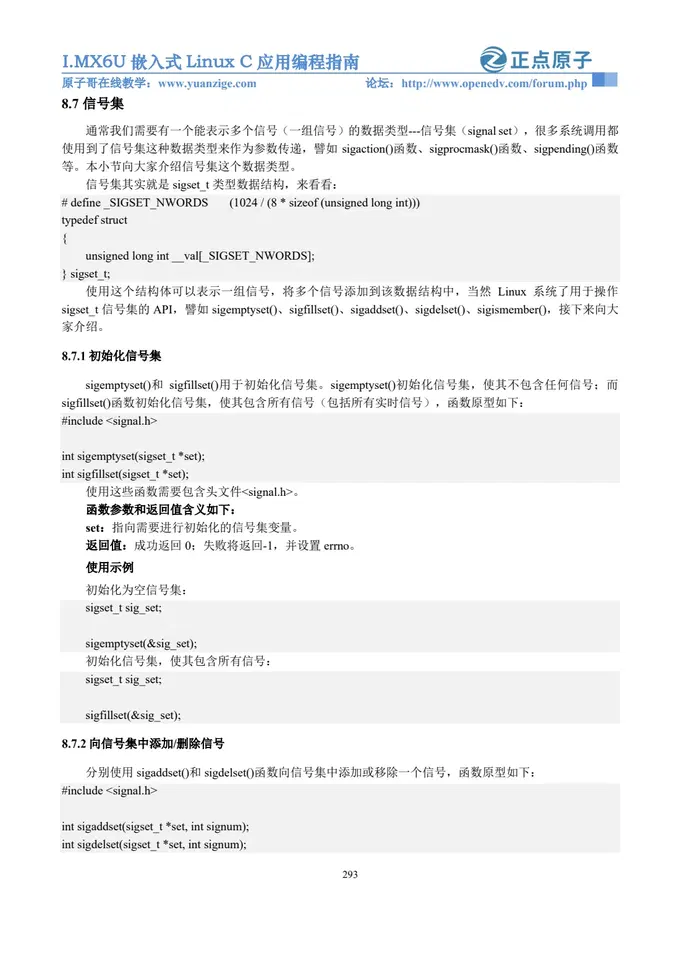 I.MX6U 嵌入式 Linux C 应用编程指南
正点原子
原子哥在线教学：www.yuanzige.com 论坛：http://www.openedv.com/forum.php
8.7 信号集
通常我们需要有一个能表示多个信号（一组信号）的数据类型---信号集（signal set），很多系统调用都
使用到了信号集这种数据类型来作为参数传递，譬如 sigaction()函数、sigprocmask()函数、sigpending()函数
等。本小节向大家介绍信号集这个数据类型。
信号集其实就是 sigset_t 类型数据结构，来看看：
# define _SIGSET_NWORDS (1024 / (8 * sizeof (unsigned long int)))
typedef struct
{
unsigned long int __val[_SIGSET_NWORDS];
} sigset_t;
使用这个结构体可以表示一组信号，将多个信号添加到该数据结构中，当然 Linux 系统了用于操作
sigset_t 信号集的 API，譬如 sigemptyset()、sigfillset()、sigaddset()、sigdelset()、sigismember()，接下来向大
家介绍。
8.7.1 初始化信号集
sigemptyset()和 sigfillset()用于初始化信号集。sigemptyset()初始化信号集，使其不包含任何信号；而
sigfillset()函数初始化信号集，使其包含所有信号（包括所有实时信号），函数原型如下：
#include <signal.h>
int sigemptyset(sigset_t *set);
int sigfillset(sigset_t *set);
使用这些函数需要包含头文件<signal.h>。
函数参数和返回值含义如下：
set：指向需要进行初始化的信号集变量。
返回值：成功返回 0；失败将返回-1，并设置 errno。
使用示例
初始化为空信号集：
sigset_t sig_set;
sigemptyset(&sig_set);
初始化信号集，使其包含所有信号：
sigset_t sig_set;
sigfillset(&sig_set);
8.7.2 向信号集中添加/删除信号
分别使用 sigaddset()和 sigdelset()函数向信号集中添加或移除一个信号，函数原型如下：
#include <signal.h>
int sigaddset(sigset_t *set, int signum);
int sigdelset(sigset_t *set, int signum);
293